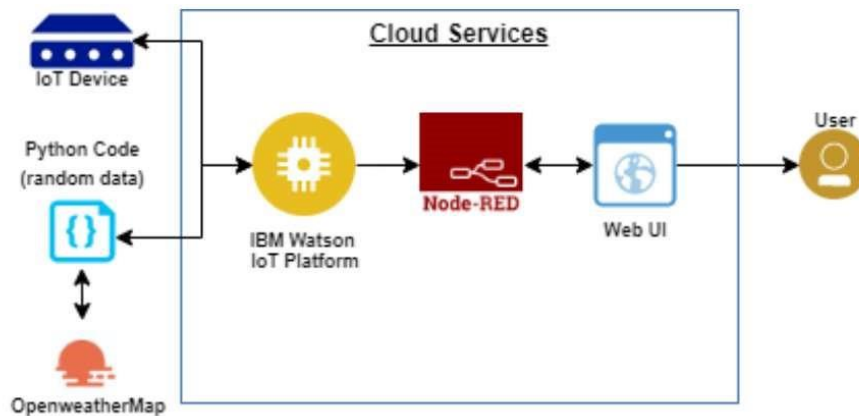 Cloud Services
IoT Device
Python Code
(random data)
{}
OpenweatherMap
IBM Watson
IoT Platform
Node-RED
Web UI
User